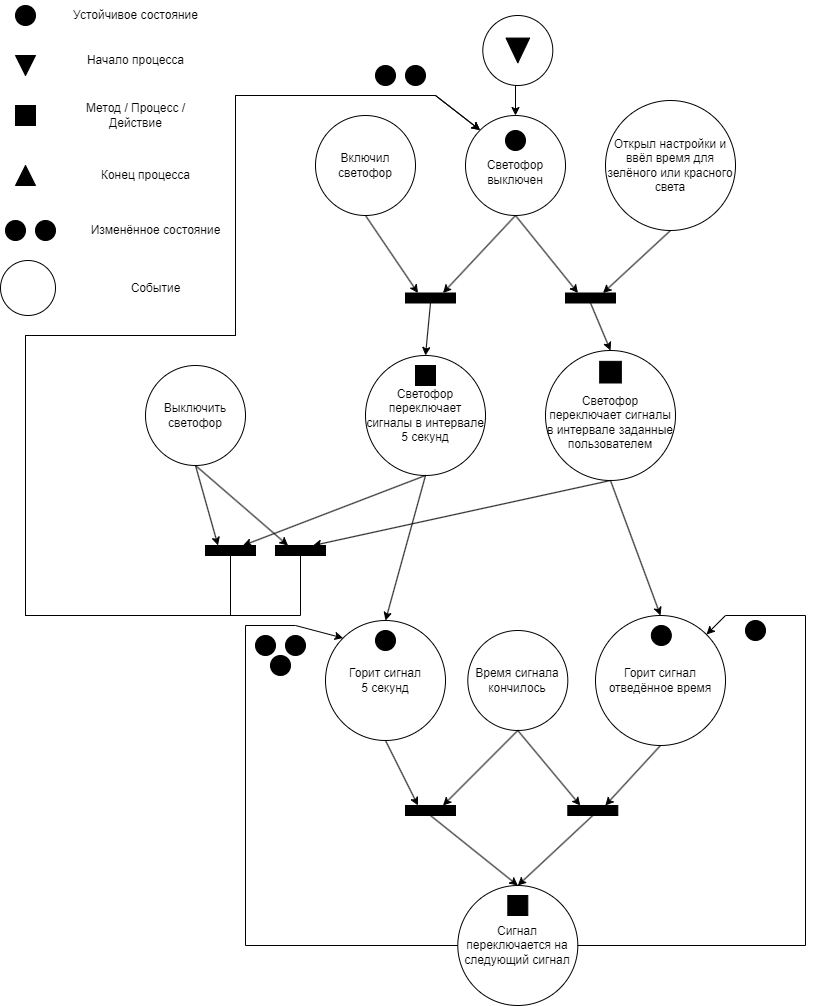 Устойчивое состояние
Начало процесса
Метод / Процесс /
Действие
Конец процесса
Изменённое состояние
Событие
Включил
светофор
Светофор
выключен
Открыл настройки и
ввёл время для
зелёного или красного
света
Выключить
светофор
Светофор
переключает
сигналы в интервале
5 секунд
Светофор
переключает сигналы
в интервале заданные
пользователем
Горит сигнал
5 секунд
Время сигнала
кончилось
Горит сигнал
отведённое время
Сигнал
переключается на
следующий сигнал